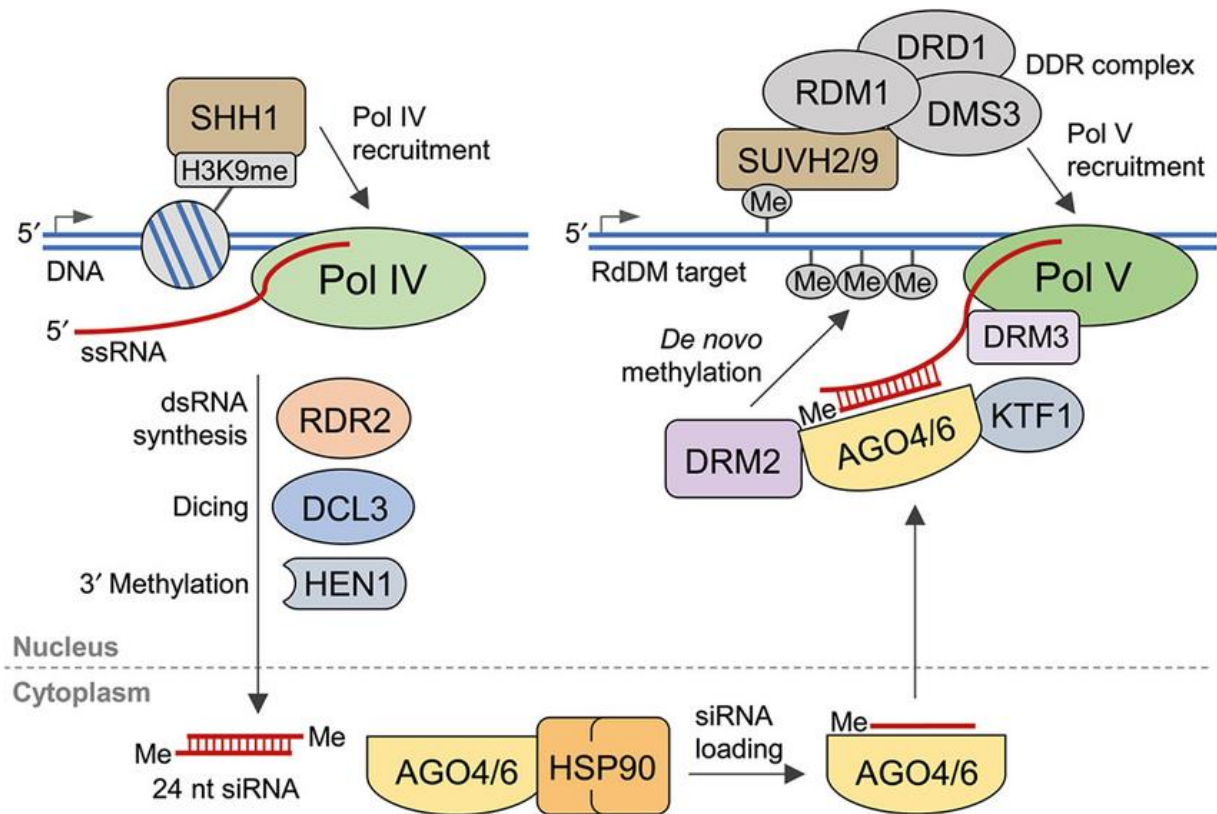 SHH1
H3K9me
Pol IV
recruitment
5′
DNA
Pol IV
5′
ssRNA
dsRNA
synthesis
RDR2
Dicing
DCL3
3′ Methylation
HEN1
DRD1
RDM1
DMS3
DDR complex
SUVH2/9
Me
Pol V
recruitment
5′
RdDM target
Me
Me
Me
Pol V
DRM3
De novo
methylation
Me
DRM2
AGO4/6
KTF1
Nucleus
Cytoplasm
Me
Me
24 nt siRNA
AGO4/6
HSP90
siRNA
loading
Me
AGO4/6